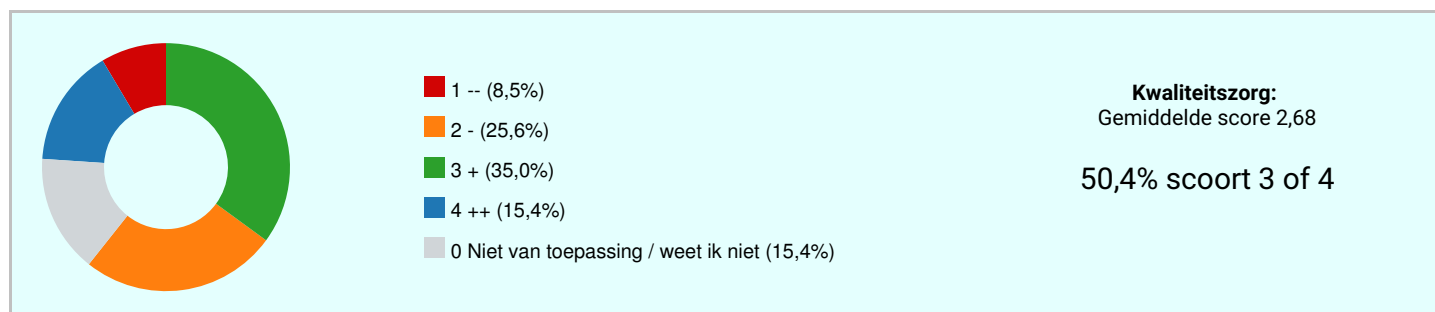 1 -- (8,5%)
2 - (25,6%)
3 + (35,0%)
4 ++ (15,4%)
0 Niet van toepassing / weet ik niet (15,4%)
Kwaliteitszorg:
Gemiddelde score 2,68
50,4% scoort 3 of 4